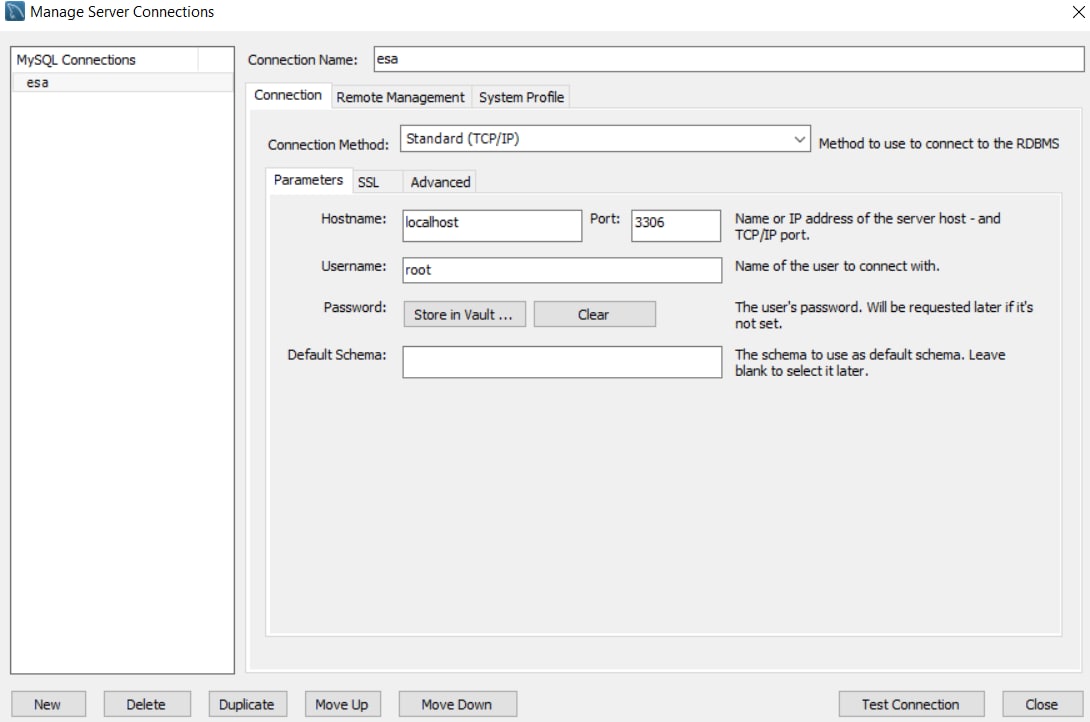 Manage Server Connections
MySQL Connections
esa
Connection Name: esa
Connection Remote Management System Profile
Connection Method: Standard (TCP/IP) Method to use to connect to the RDBMS
Parameters SSL Advanced
Hostname: localhost Port: 3306 Name or IP address of the server host - and
TCP/IP port.
Username: root Name of the user to connect with.
Password: Store in Vault ... Clear The user's password. Will be requested later if it's
not set.
Default Schema: The schema to use as default schema. Leave
blank to select it later.
New Delete Duplicate Move Up Move Down Test Connection Close